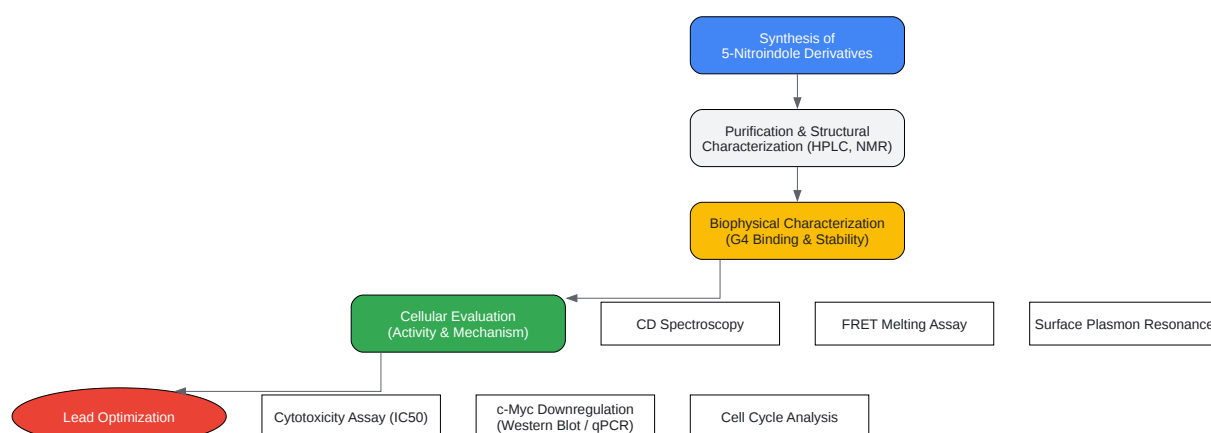 Synthesis of
5-Nitroindole Derivatives
Purification & Structural
Characterization (HPLC, NMR)
Biophysical Characterization
(G4 Binding & Stability)
Cellular Evaluation
(Activity & Mechanism)
CD Spectroscopy
FRET Melting Assay
Surface Plasmon Resonance
Lead Optimization
Cytotoxicity Assay (IC50)
c-Myc Downregulation
(Western Blot / qPCR)
Cell Cycle Analysis